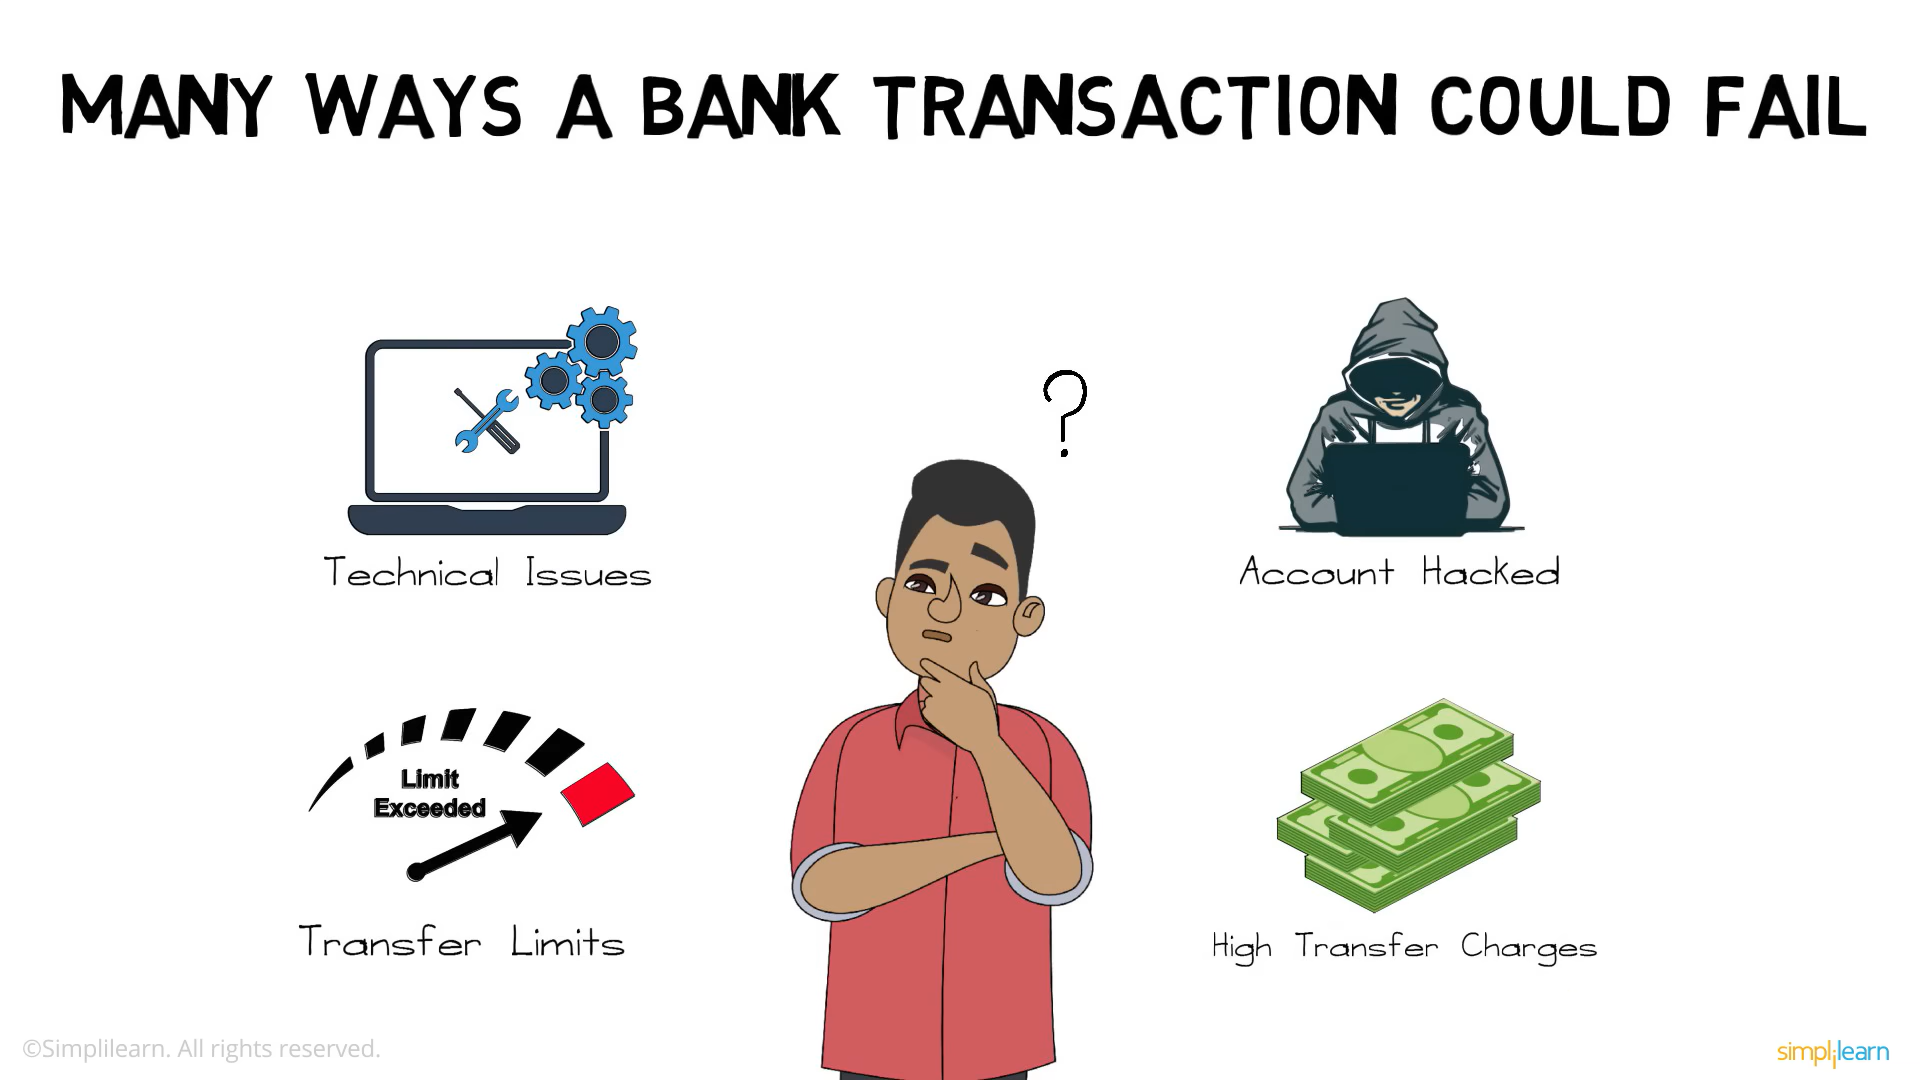 MANY WAYS A BANK TRANSACTION COULD FAIL
?
Technical Issues
Account Hacked
Limit
Exceeded
Transfer Limits
High Transfer Charges
©Simplilearn. All rights reserved.
simplilearn